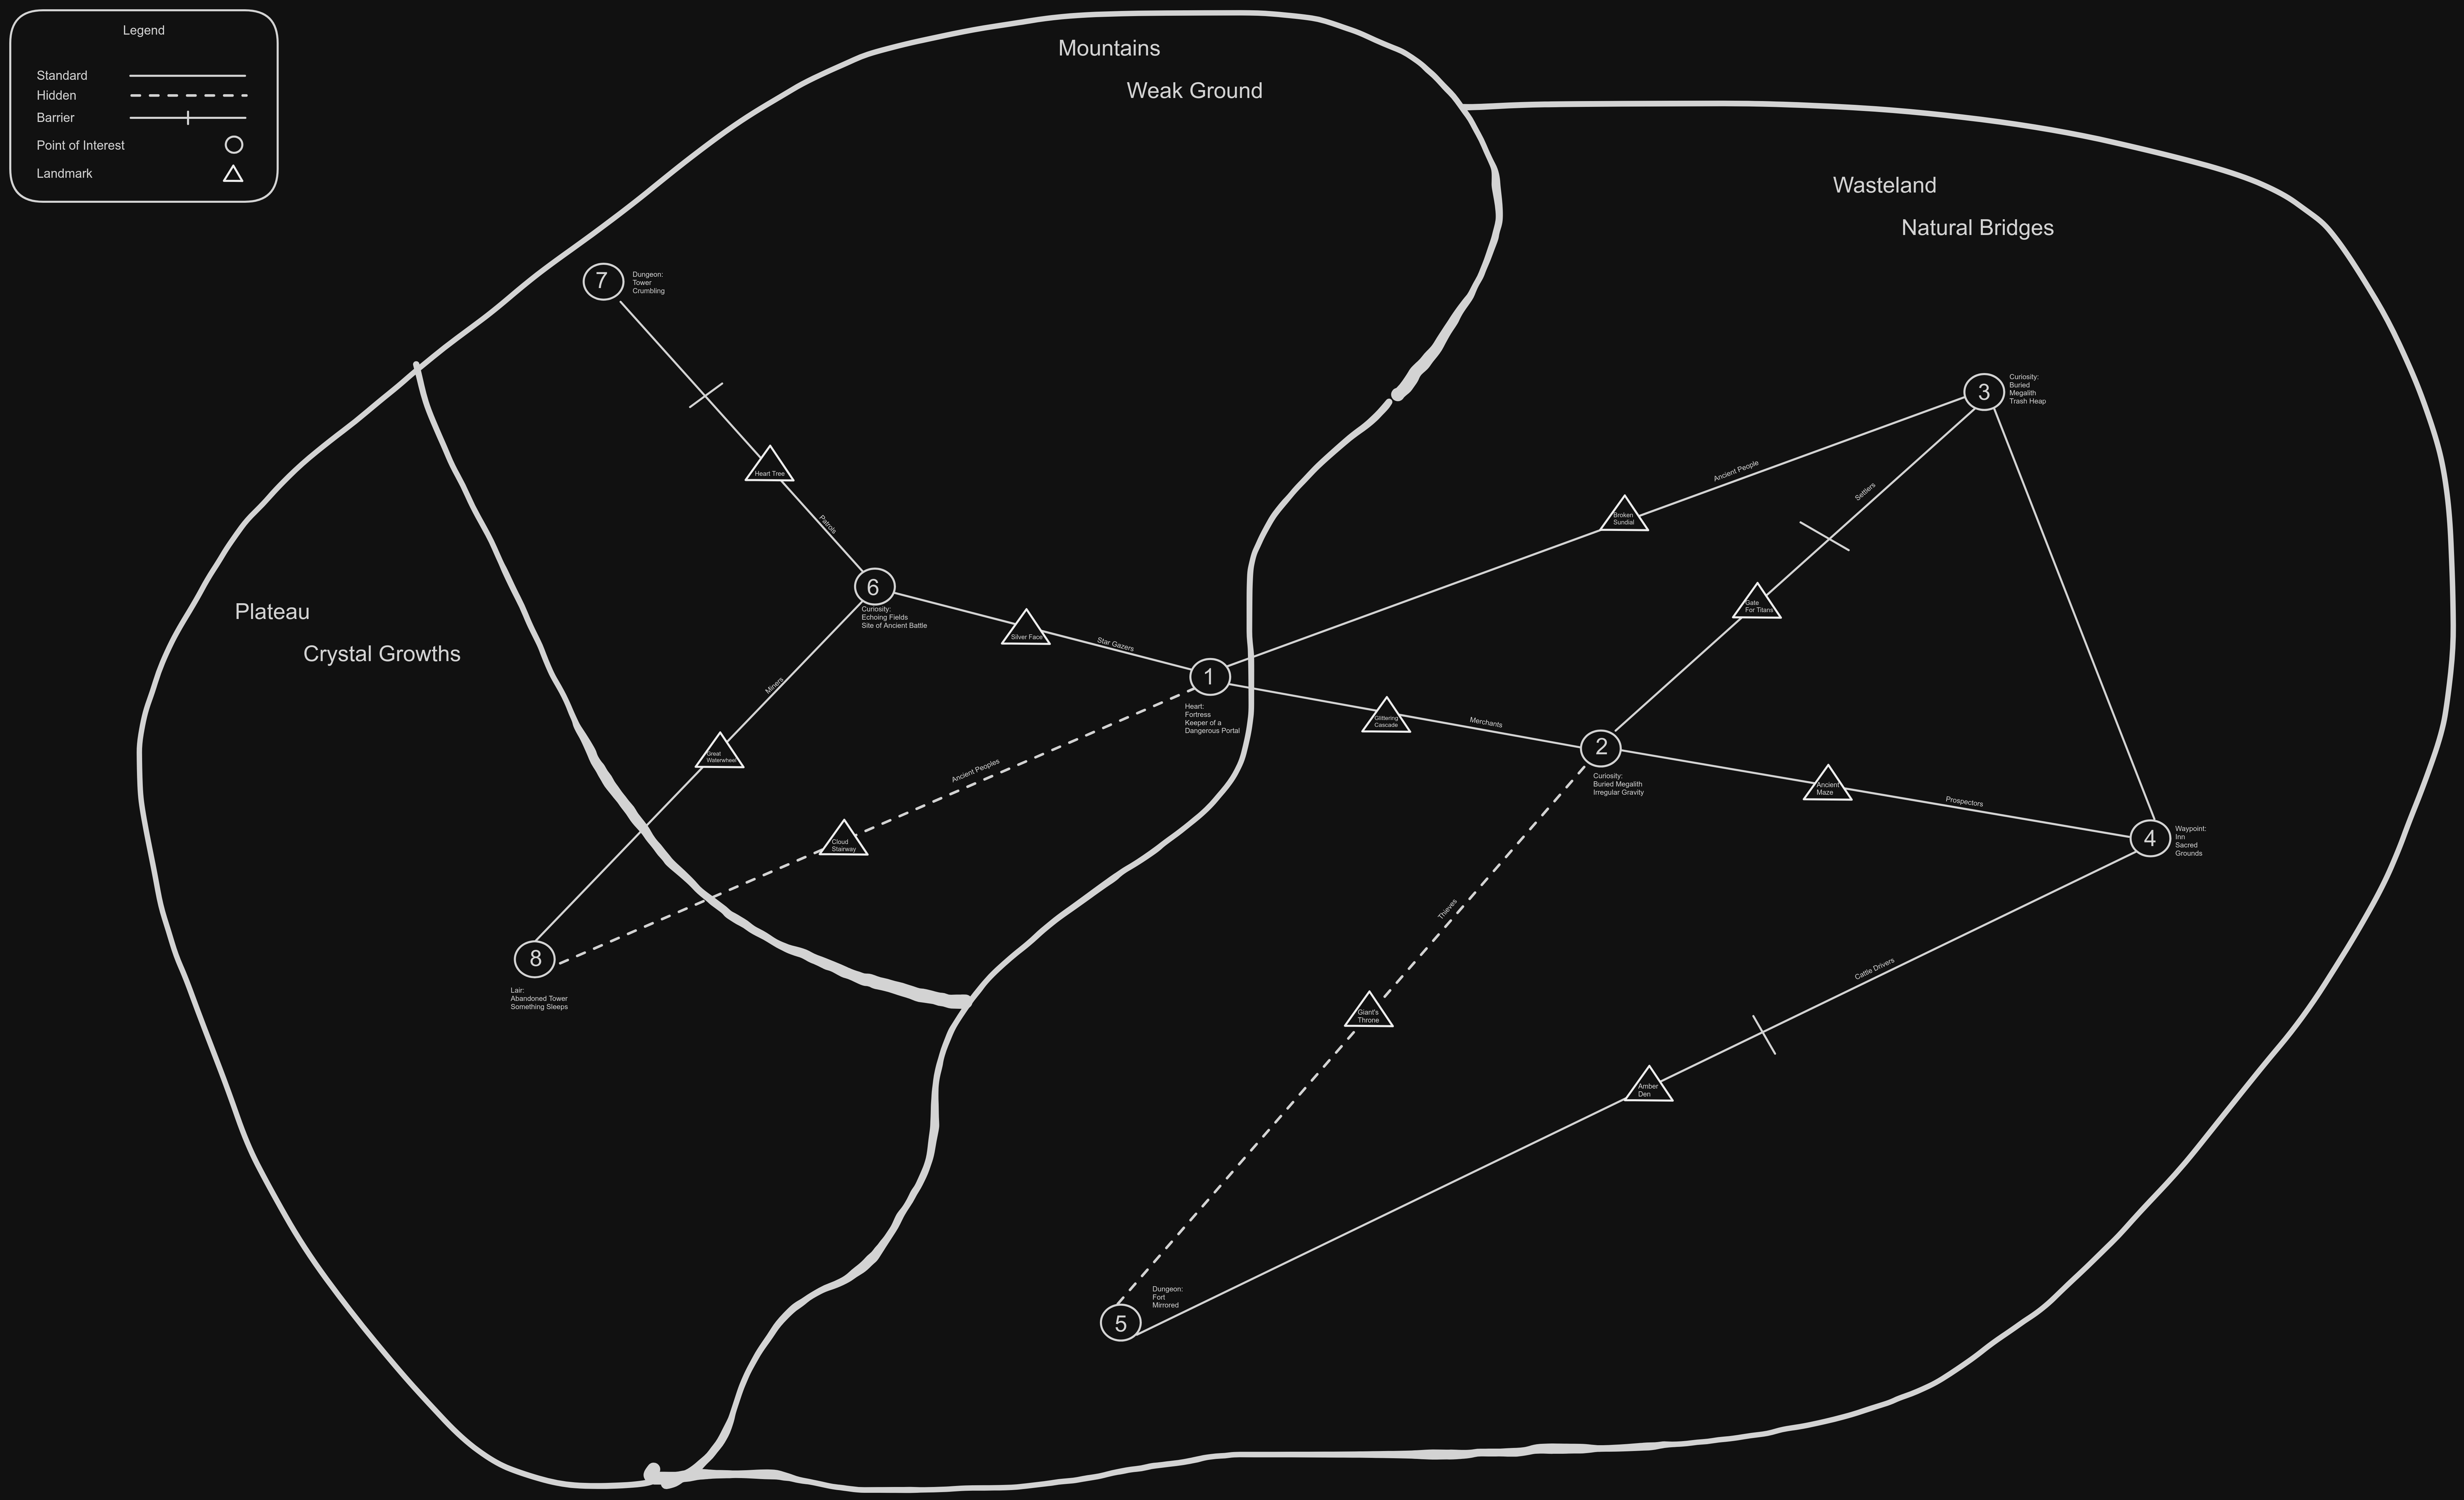 Legend
Standard
Hidden
Barrier
Point of Interest
Landmark
Mountains
Weak Ground
Wasteland
Natural Bridges
Plateau
Crystal Growths
7
Dungeon:
Tower
Crumbling
Heart Tree
Patrols
6
Curiosity:
Echoing Fields
Site of Ancient Battle
Silver Face
Star Gazers
1
Heart:
Fortress
Keeper of a
Dangerous Portal
Broken
Sundial
Ancient People
3
Curiosity:
Buried
Megalith
Trash Heap
Settlers
Gate
For Titans
Glittering
Cascade
Merchants
2
Curiosity:
Buried Megalith
Irregular Gravity
Ancient
Maze
Prospectors
4
Waypoint:
Inn
Sacred
Grounds
Miners
Great
Waterwheel
Ancient Peoples
Cloud
Stairway
8
Lair:
Abandoned Tower
Something Sleeps
Thieves
Giant's
Throne
Cattle Drivers
Amber
Den
5
Dungeon:
Fort
Mirrored